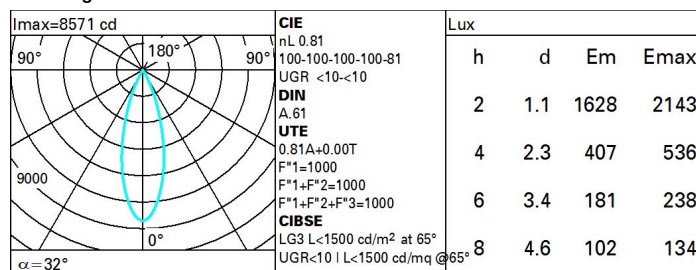 Imax=8571 cd
90°
180°
90°
9000
0°
α=32°
CIE
nL 0.81
100-100-100-100-81
UGR <10-<10
DIN
A.61
UTE
0.81A+0.00T
F"1=1000
F"1+F"2=1000
F"1+F"2+F"3=1000
CIBSE
LG3 L<1500 cd/m² at 65°
UGR<10 | L<1500 cd/mq @65°
Lux
h d Em Emax
2 1.1 1628 2143
4 2.3 407 536
6 3.4 181 238
8 4.6 102 134